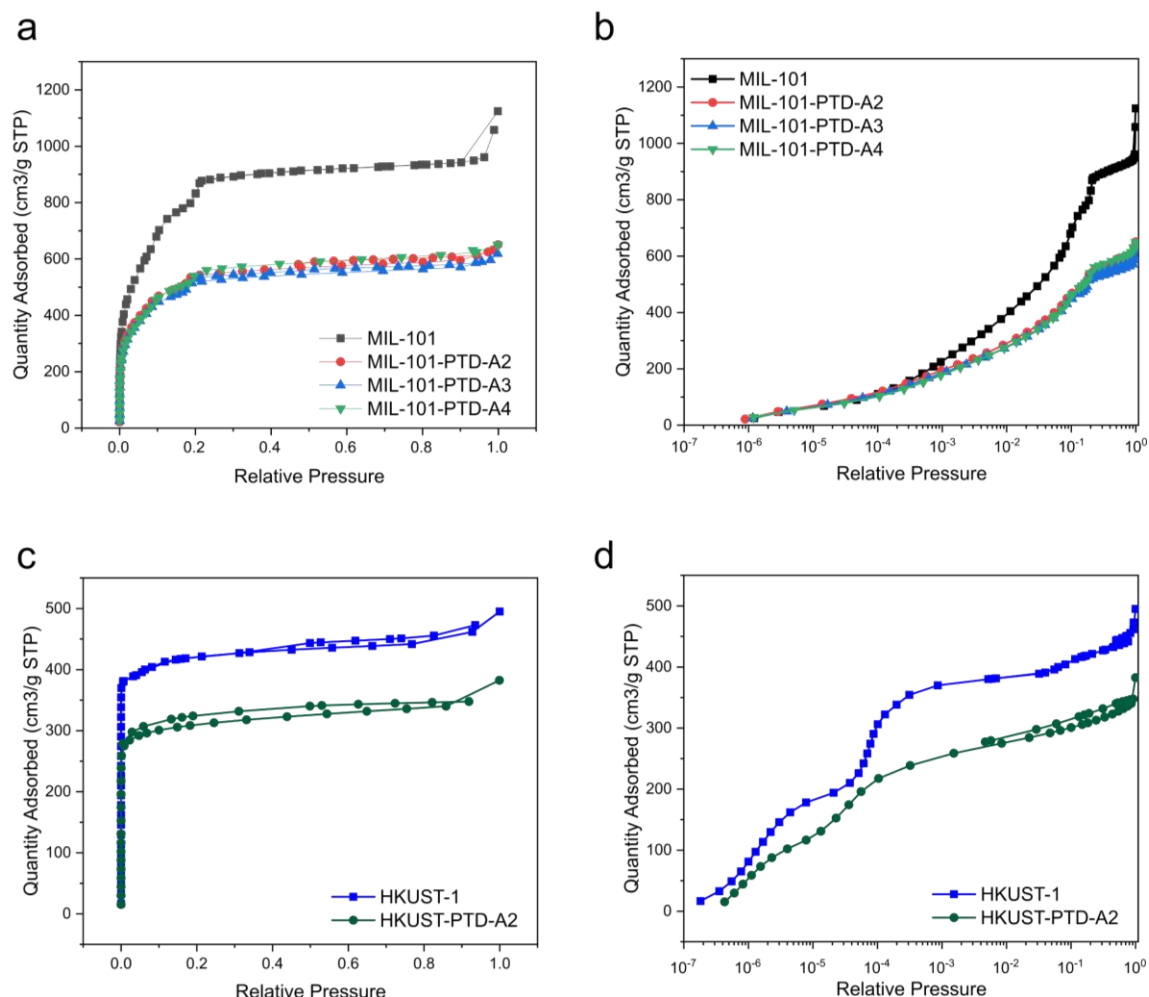 a
Quantity Adsorbed (cm3/g STP)
1200
1000
800
600
400
200
0
MIL-101
MIL-101-PTD-A2
MIL-101-PTD-A3
MIL-101-PTD-A4
0.0 0.2 0.4 0.6 0.8 1.0
Relative Pressure
b
Quantity Adsorbed (cm3/g STP)
1200
1000
800
600
400
200
0
MIL-101
MIL-101-PTD-A2
MIL-101-PTD-A3
MIL-101-PTD-A4
10⁻⁷ 10⁻⁶ 10⁻⁵ 10⁻⁴ 10⁻³ 10⁻² 10⁻¹ 10⁰
Relative Pressure
c
Quantity Adsorbed (cm3/g STP)
500
400
300
200
100
0
HKUST-1
HKUST-PTD-A2
0.0 0.2 0.4 0.6 0.8 1.0
Relative Pressure
d
Quantity Adsorbed (cm3/g STP)
500
400
300
200
100
0
HKUST-1
HKUST-PTD-A2
10⁻⁷ 10⁻⁶ 10⁻⁵ 10⁻⁴ 10⁻³ 10⁻² 10⁻¹ 10⁰
Relative Pressure